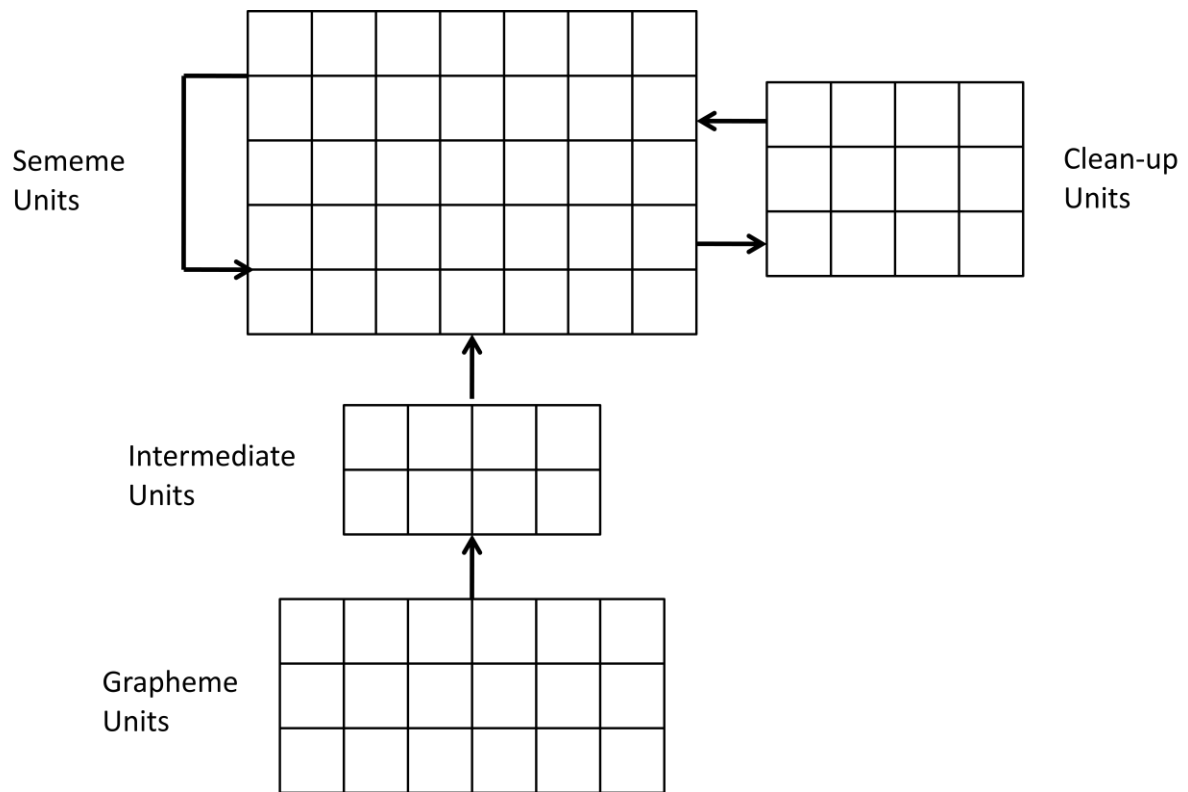 Sememe
Units
Clean-up
Units
Intermediate
Units
Grapheme
Units